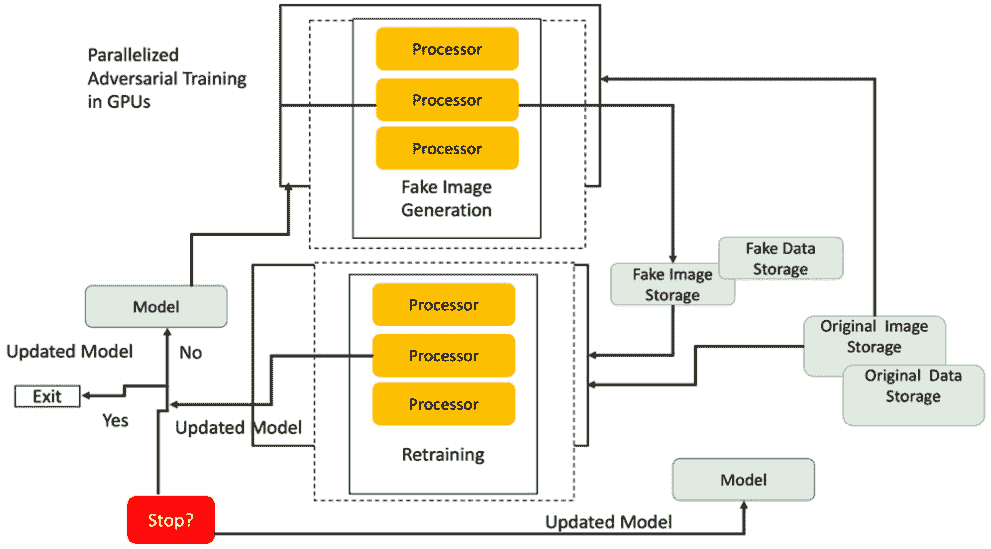 Parallelized
Adversarial Training
in GPUs
Processor
Processor
Processor
Fake Image
Generation
Fake Data
Storage
Fake Image
Storage
Model
Original Image
Storage
Original Data
Storage
Updated Model
No
Exit
Yes
Updated Model
Processor
Processor
Processor
Retraining
Model
Stop?
Updated Model